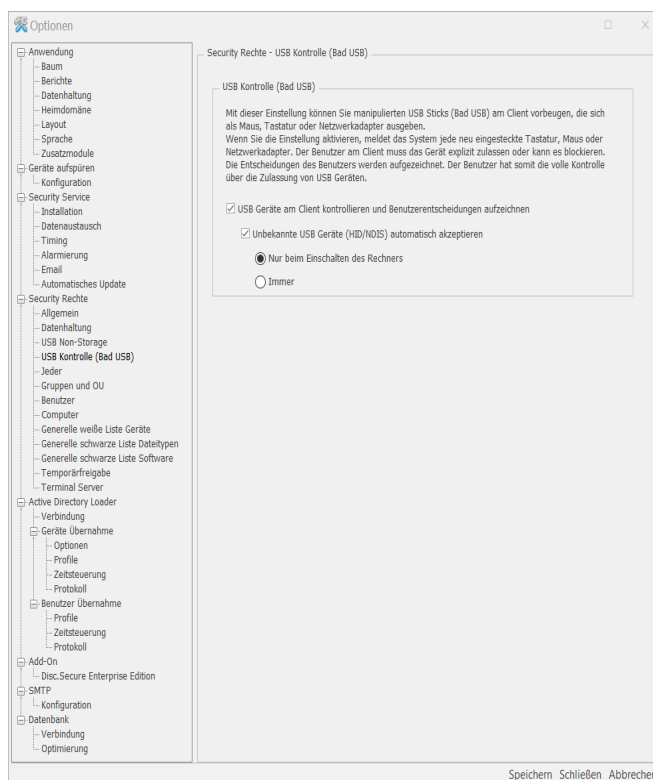 Optionen
Anwendung
Baum
Berichte
Datenhaltung
Heimdomäne
Layout
Sprache
Zusatzmodule
Geräte aufspüren
Konfiguration
Security Service
Installation
Datenaustausch
Timing
Alarmierung
Email
Automatisches Update
Security Rechte
Allgemein
Datenhaltung
USB Non-Storage
USB Kontrolle (Bad USB)
Jeder
Gruppen und OU
Benutzer
Computer
Generelle weiße Liste Geräte
Generelle schwarze Liste Dateitypen
Generelle schwarze Liste Software
Temporärfreigabe
Terminal Server
Active Directory Loader
Verbindung
Geräte Übernahme
Optionen
Profile
Zeitsteuerung
Protokoll
Benutzer Übernahme
Profile
Zeitsteuerung
Protokoll
Add-On
Disc.Secure Enterprise Edition
SMTP
Konfiguration
Datenbank
Verbindung
Optimierung
Security Rechte - USB Kontrolle (Bad USB)
USB Kontrolle (Bad USB)
Mit dieser Einstellung können Sie manipulierten USB Sticks (Bad USB) am Client vorbeugen, die sich
als Maus, Tastatur oder Netzwerkadapter ausgeben.
Wenn Sie die Einstellung aktivieren, meldet das System jede neu eingesteckte Tastatur, Maus oder
Netzwerkadapter. Der Benutzer am Client muss das Gerät explizit zulassen oder kann es blockieren.
Die Entscheidungen des Benutzers werden aufgezeichnet. Der Benutzer hat somit die volle Kontrolle
über die Zulassung von USB Geräten.
USB Geräte am Client kontrollieren und Benutzerentscheidungen aufzeichnen
Unbekannte USB Geräte (HID/NDIS) automatisch akzeptieren
Nur beim Einschalten des Rechners
Immer
Speichern Schließen Abbrechen